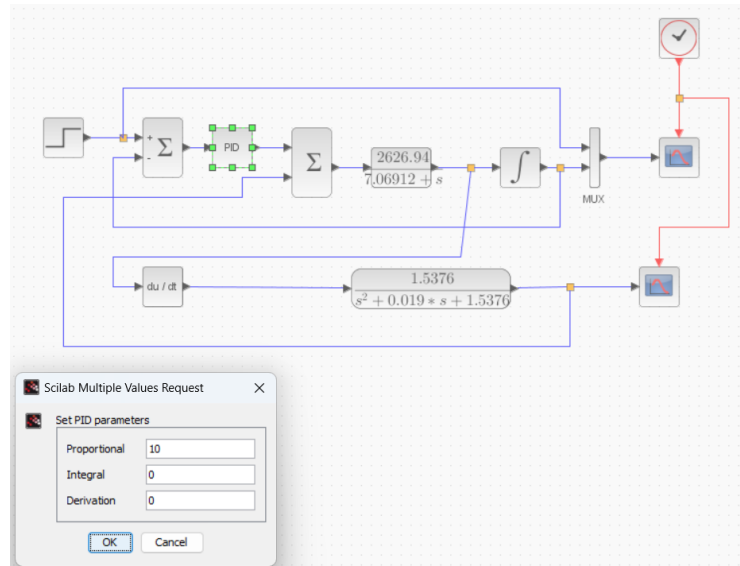 +
-
Σ
PID
Σ
2626.94
7.06912 + s
∫
MUX
du / dt
1.5376
s² + 0.019 * s + 1.5376
Scilab Multiple Values Request
Set PID parameters
Proportional 10
Integral 0
Derivation 0
OK Cancel